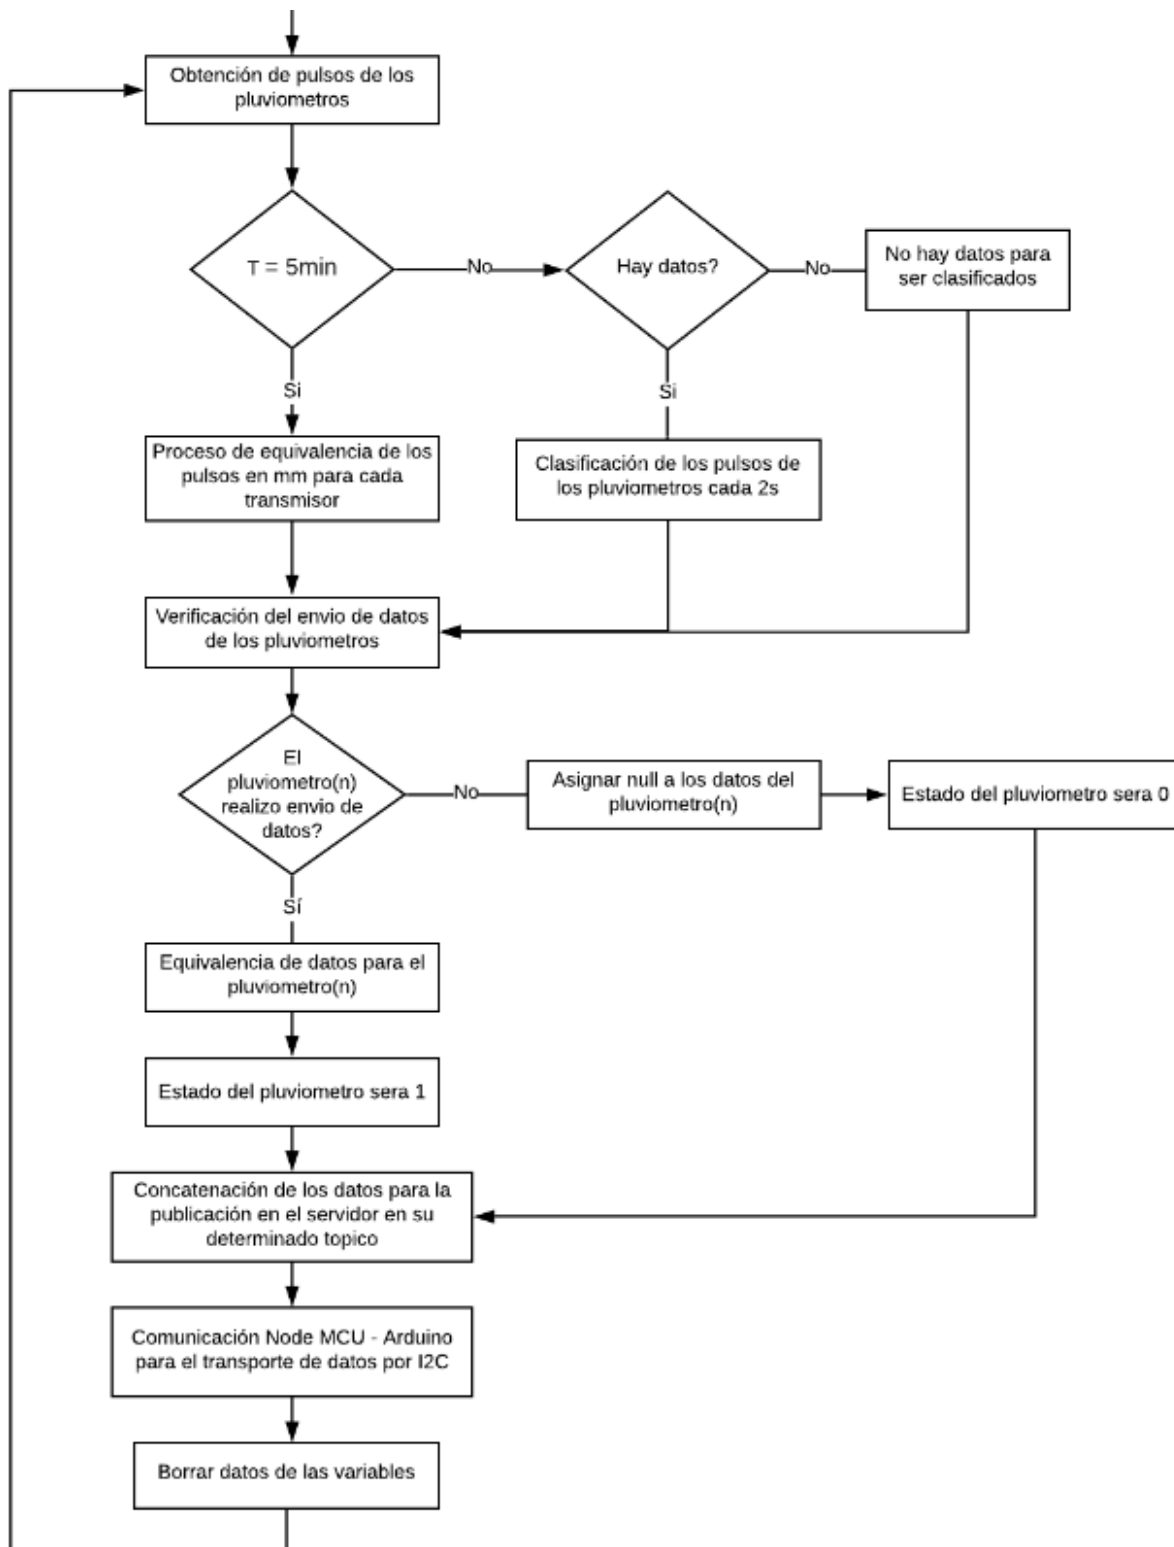 Obtención de pulsos de los
pluviometros
T = 5min
No
Hay datos?
No
No hay datos para
ser clasificados
Si
Si
Proceso de equivalencia de los
pulsos en mm para cada
transmisor
Clasificación de los pulsos de
los pluviometros cada 2s
Verificación del envio de datos
de los pluviometros
El
pluviometro(n)
realizo envio de
datos?
No
Asignar null a los datos del
pluviometro(n)
Estado del pluviometro sera 0
Sí
Equivalencia de datos para el
pluviometro(n)
Estado del pluviometro sera 1
Concatenación de los datos para la
publicación en el servidor en su
determinado topico
Comunicación Node MCU - Arduino
para el transporte de datos por I2C
Borrar datos de las variables